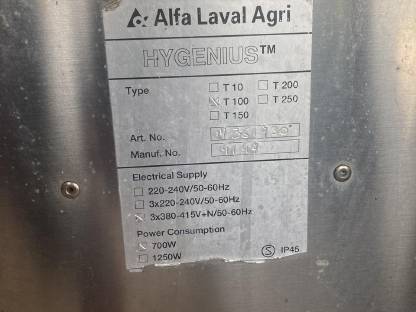 Alfa Laval Agri
HYGENIUS™
Type
T 10
T 200
T 100
T 250
T 150
Art. No.
Manuf. No.
Electrical Supply
220-240V/50-60Hz
3x220-240V/50-60Hz
3x380-415V+N/50-60Hz
Power Consumption
700W
1250W
S IP45